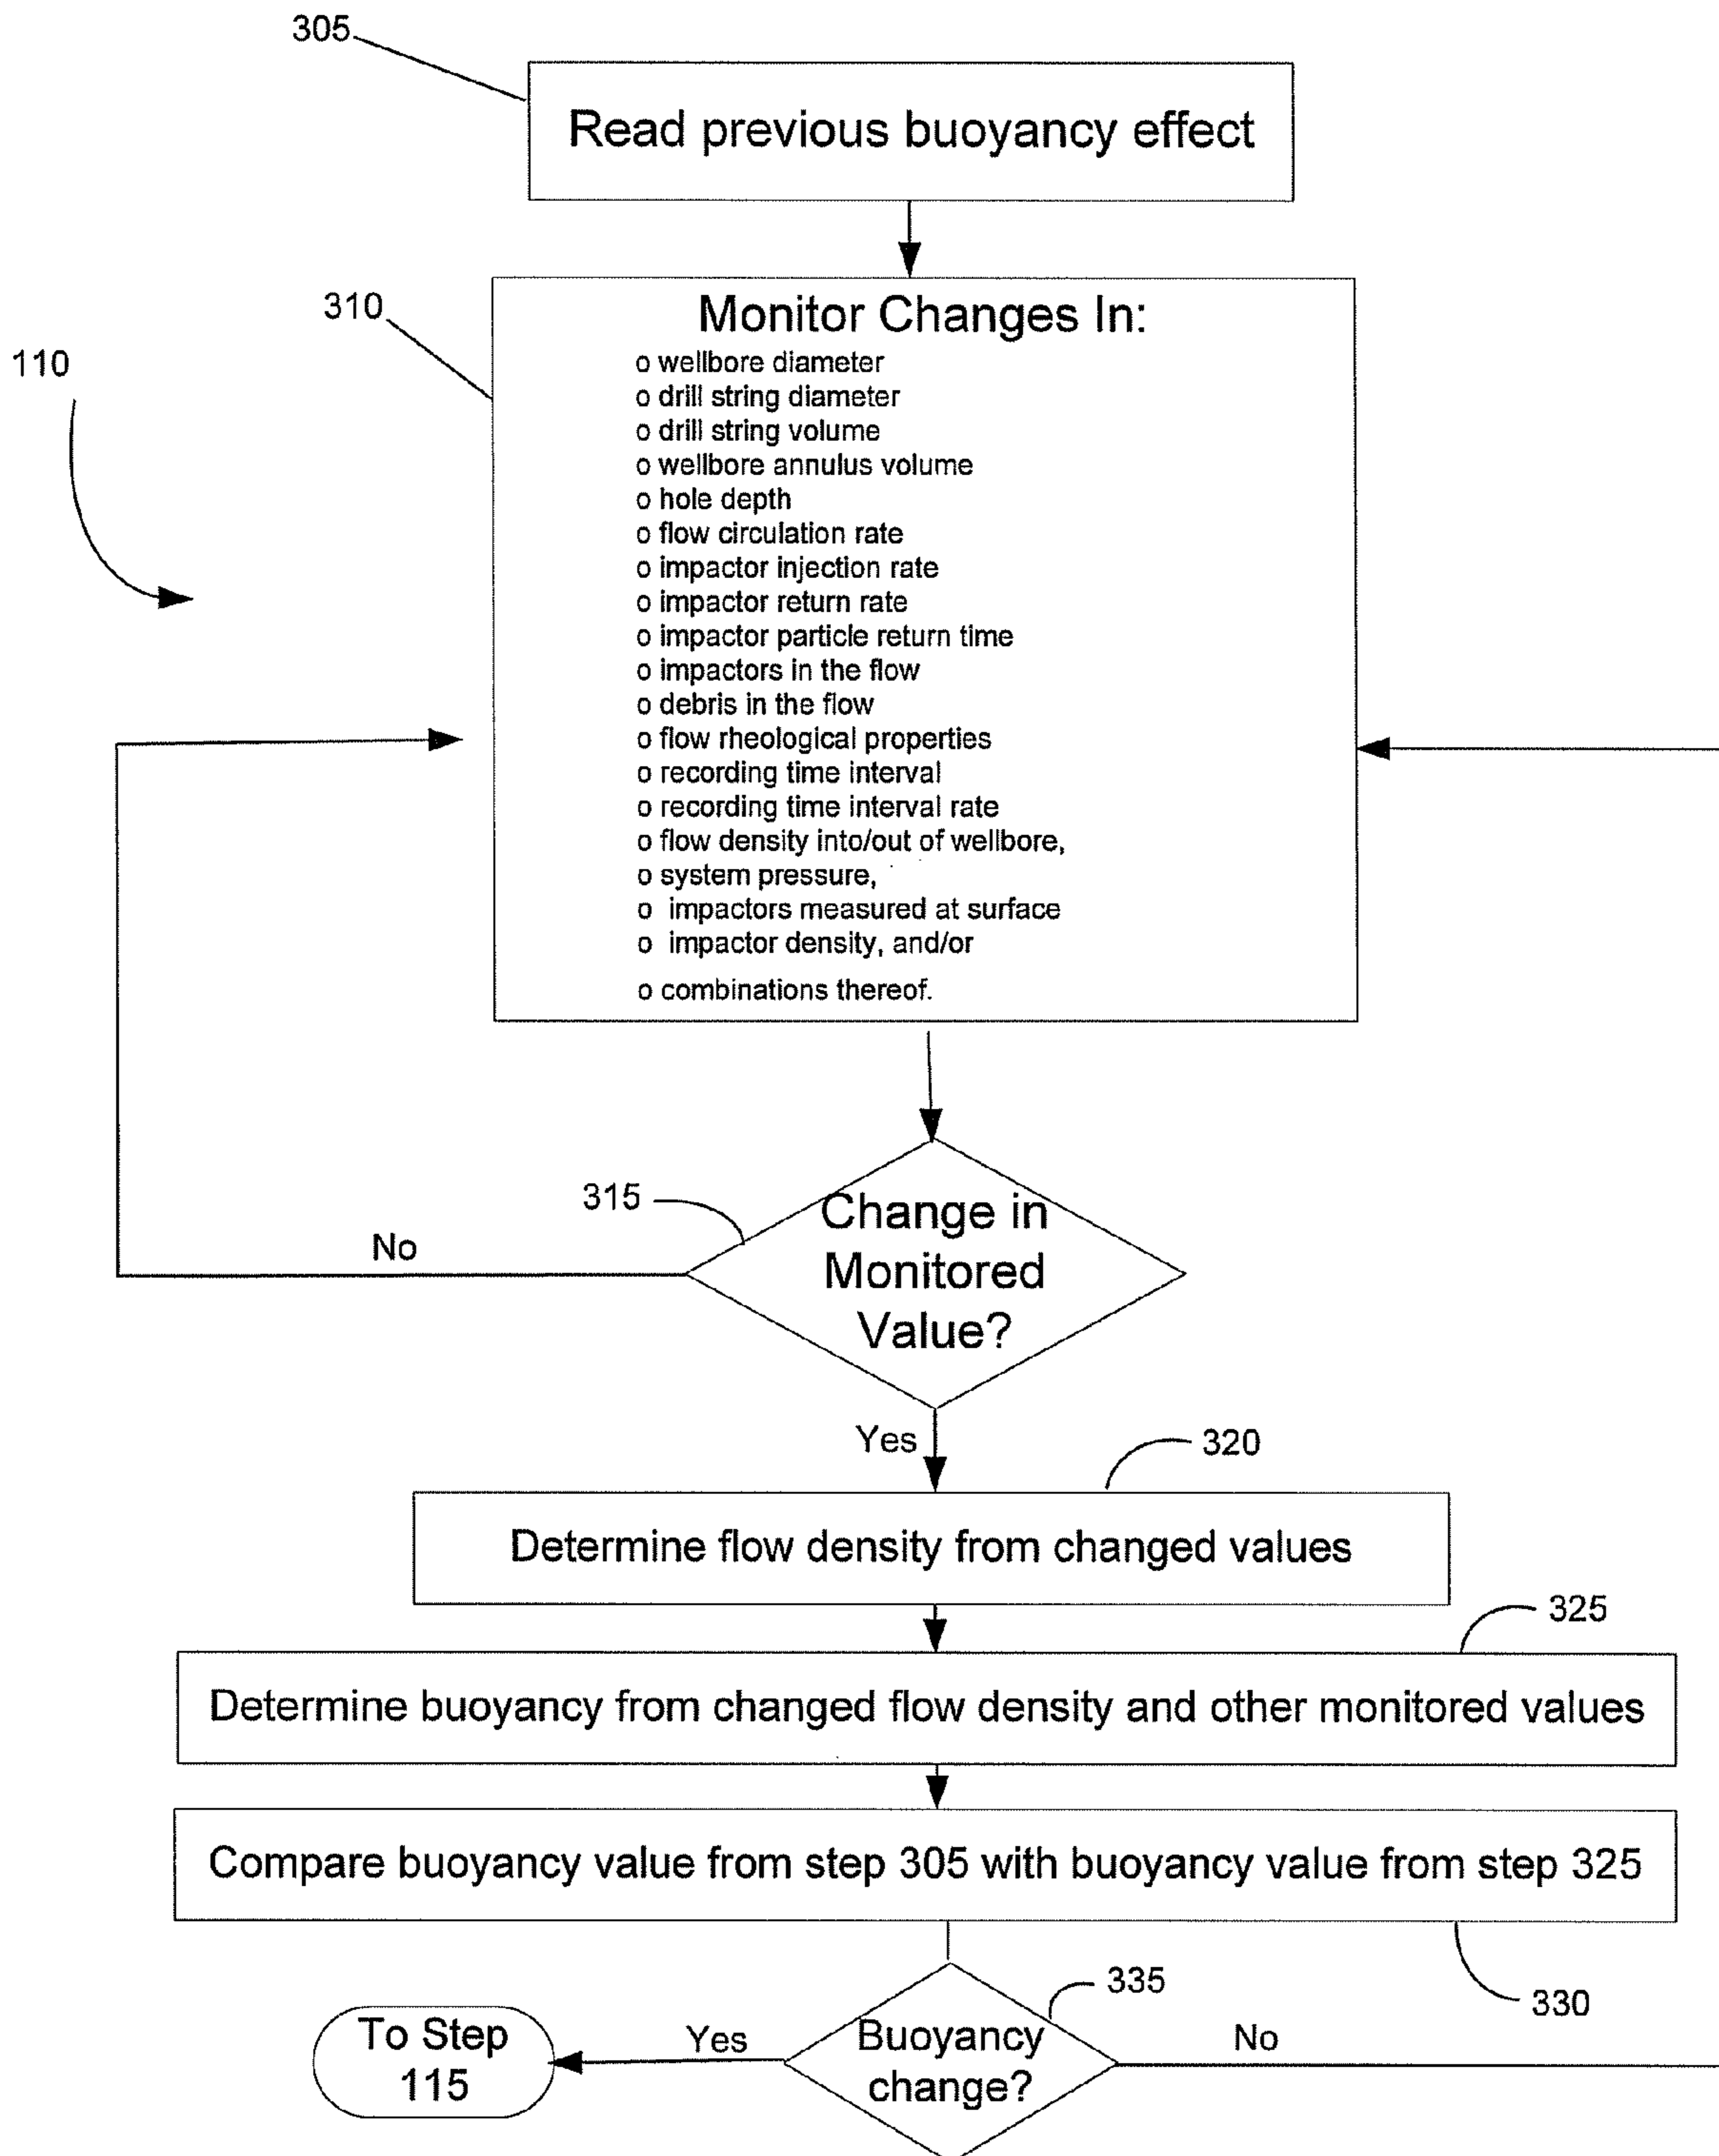 305
Read previous buoyancy effect
310
110
Monitor Changes In:
o wellbore diameter
o drill string diameter
o drill string volume
o wellbore annulus volume
o hole depth
o flow circulation rate
o impactor injection rate
o impactor return rate
o impactor particle return time
o impactors in the flow
o debris in the flow
o flow rheological properties
o recording time interval
o recording time interval rate
o flow density into/out of wellbore,
o system pressure,
o impactors measured at surface
o impactor density, and/or
o combinations thereof.
315
No
Change in
Monitored
Value?
Yes
320
Determine flow density from changed values
325
Determine buoyancy from changed flow density and other monitored values
Compare buoyancy value from step 305 with buoyancy value from step 325
330
335
To Step
115
Yes
Buoyancy
change?
No